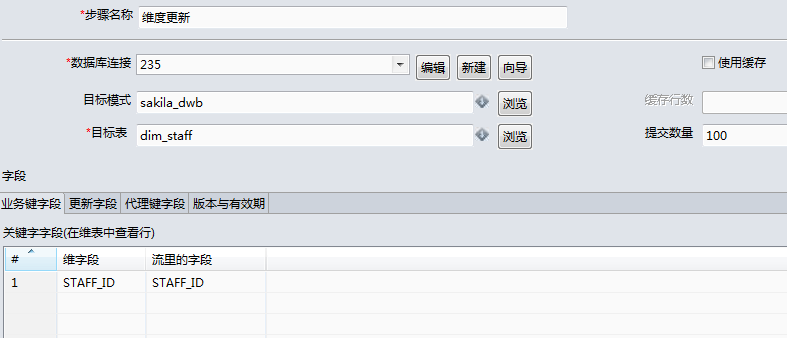 *步骤名称 维度更新
*数据库连接 235 编辑 新建 向导 使用缓存
目标模式 sakila_dwb 浏览 缓存行数
*目标表 dim_staff 浏览 提交数量 100
字段
业务键字段 更新字段 代理键字段 版本与有效期
关键字字段(在维表中查看行)
# 维字段 流里的字段
1 STAFF_ID STAFF_ID